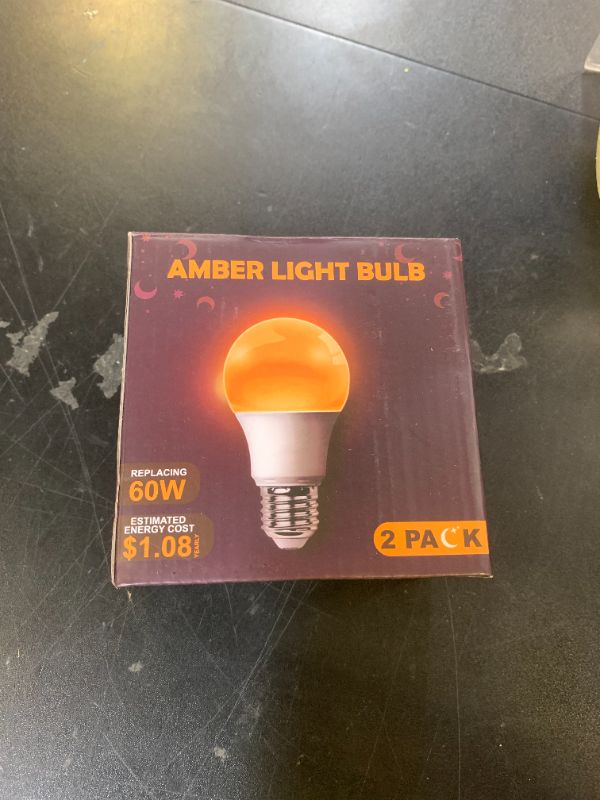 AMBER LIGHT BULB
REPLACING
60W
ESTIMATED
ENERGY COST
$1.08 YEARLY
2 PACK